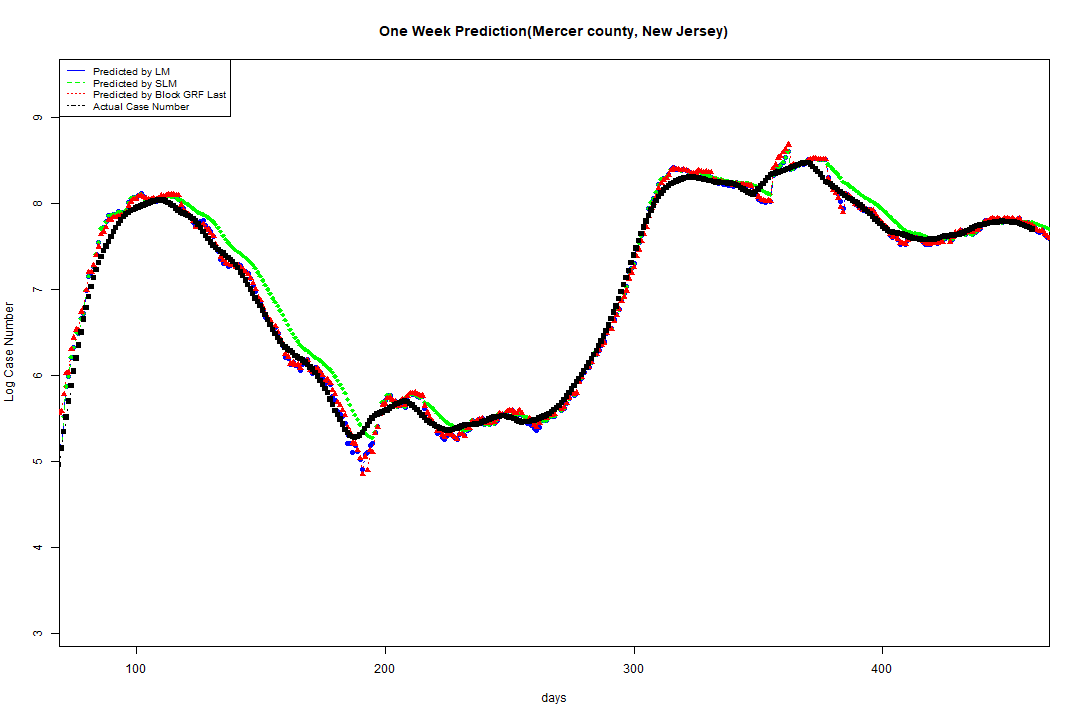 One Week Prediction(Mercer county, New Jersey)
Predicted by LM
Predicted by SLM
Predicted by Block GRF Last
Actual Case Number
9
8
7
6
5
4
3
Log Case Number
100 200 300 400
days